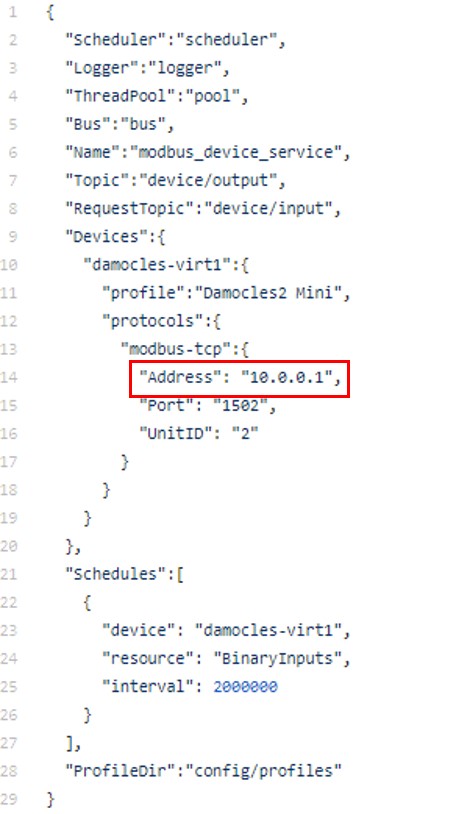 1 {
2 "Scheduler":"scheduler",
3 "Logger":"logger",
4 "ThreadPool":"pool",
5 "Bus":"bus",
6 "Name":"modbus_device_service",
7 "Topic":"device/output",
8 "RequestTopic":"device/input",
9 "Devices":{
10 "damocles-virt1":{
11 "profile":"Damocles2 Mini",
12 "protocols":{
13 "modbus-tcp":{
14 "Address": "10.0.0.1",
15 "Port": "1502",
16 "UnitID": "2"
17 }
18 }
19 }
20 },
21 "Schedules":[
22 {
23 "device": "damocles-virt1",
24 "resource": "BinaryInputs",
25 "interval": 2000000
26 }
27 ],
28 "ProfileDir":"config/profiles"
29 }